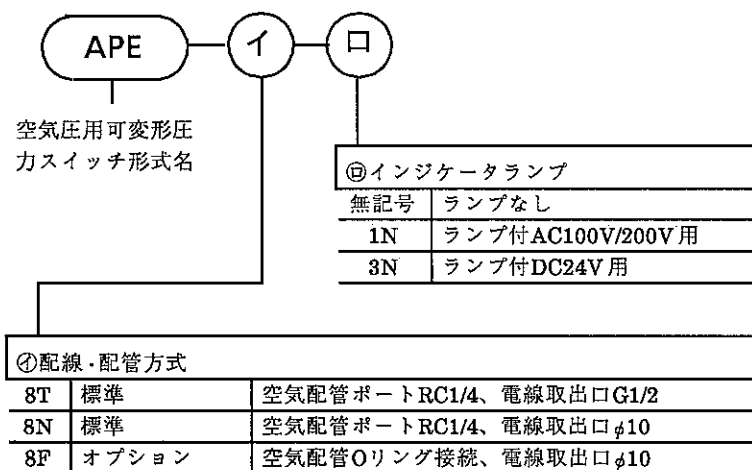 APE
イ
ロ
空気圧用可変形圧
力スイッチ形式名
㋺インジケータランプ
無記号 ランプなし
1N ランプ付AC100V/200V用
3N ランプ付DC24V用
㋑配線・配管方式
8T 標準 空気配管ポートRC1/4、電線取出口G1/2
8N 標準 空気配管ポートRC1/4、電線取出口φ10
8F オプション 空気配管Oリング接続、電線取出口φ10